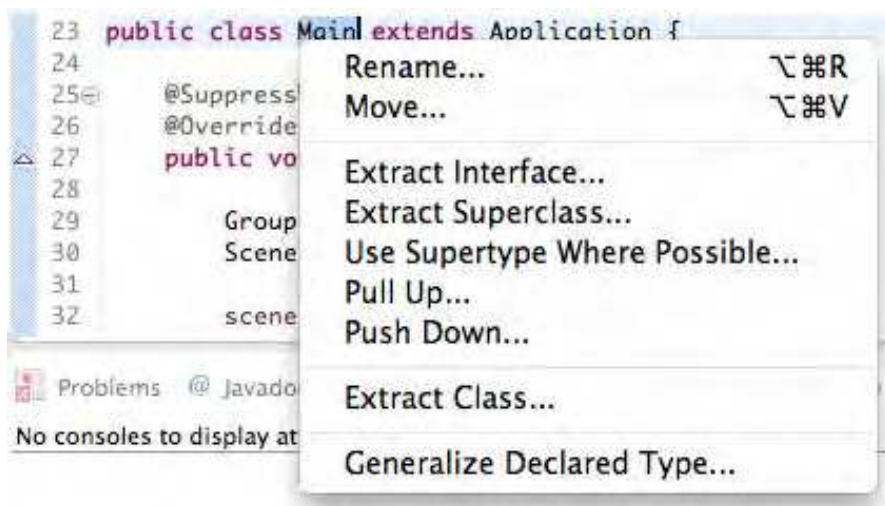 23 public class Main extends Application {
24
25 @Suppress
26 @Override
27 public vo
28
29 Group
30 Scene
31
32 scene
Rename... ⌥⌘R
Move... ⌥⌘V
Extract Interface...
Extract Superclass...
Use Supertype Where Possible...
Pull Up...
Push Down...
Extract Class...
Generalize Declared Type...
Problems @ Javado
No consoles to display at